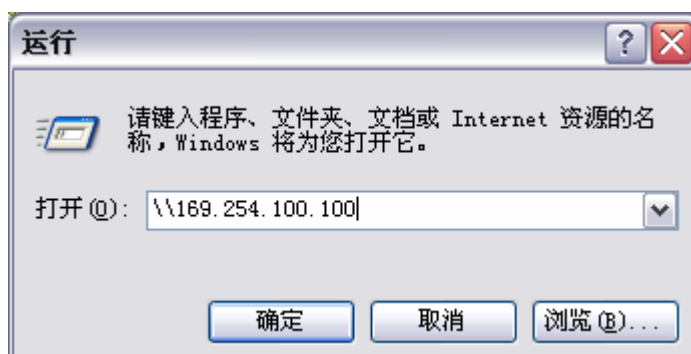 运行
请键入程序、文件夹、文档或 Internet 资源的名
称，Windows 将为您打开它。
打开(O): \\169.254.100.100
确定 取消 浏览(B)...